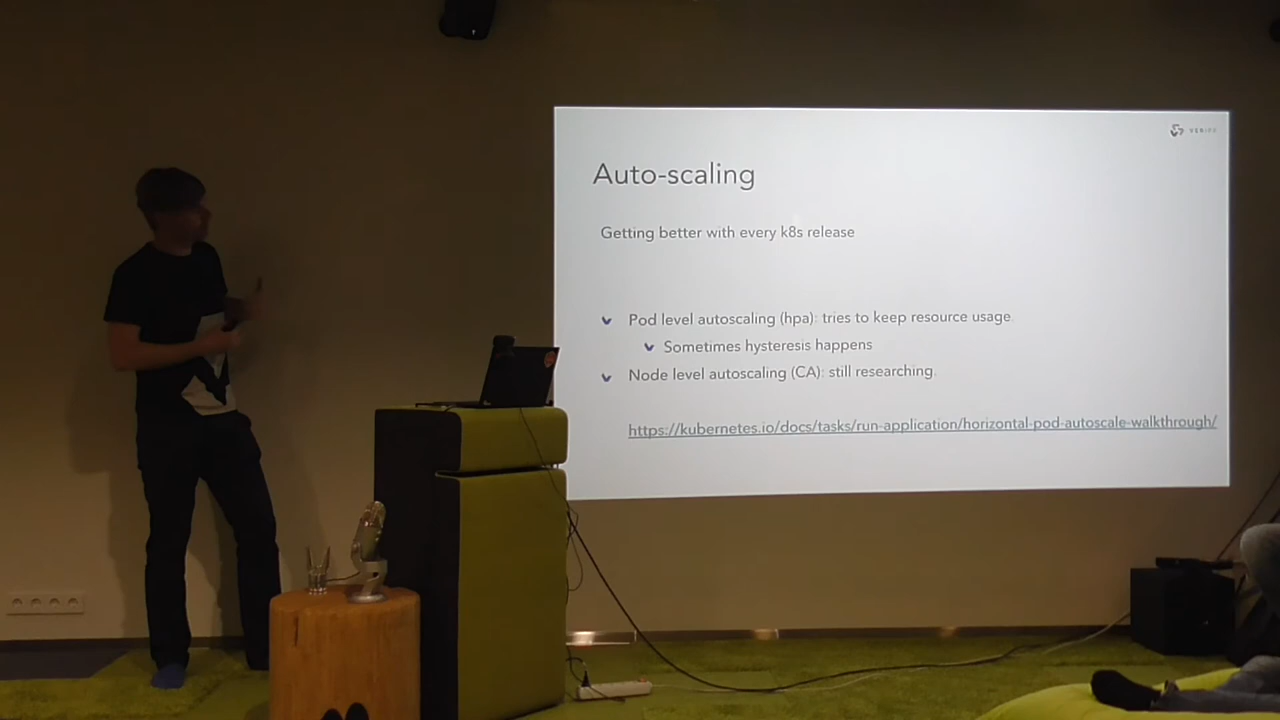 VERIFF
Auto-scaling
Getting better with every k8s release
Pod level autoscaling (hpa): tries to keep resource usage.
Sometimes hysteresis happens
Node level autoscaling (CA): still researching.
https://kubernetes.io/docs/tasks/run-application/horizontal-pod-autoscale-walkthrough/